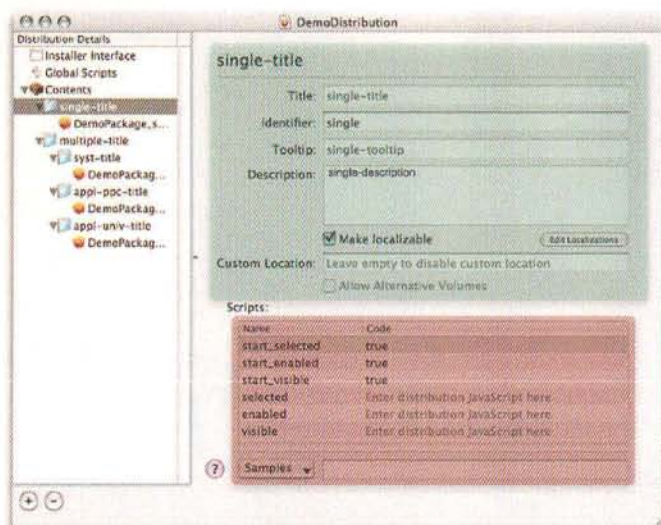 DemoDistribution
Distribution Details
Installer Interface
Global Scripts
Contents
single-title
DemoPackage_s...
multiple-title
syst-title
DemoPackag...
appl-ppc-title
DemoPackag...
appl-univ-title
DemoPackag...
single-title
Title: single-title
Identifier: single
Tooltip: single-tooltip
Description: single-description
Make localizable
Edit Localizations
Custom Location: Leave empty to disable custom location
Allow Alternative Volumes
Scripts:
Name Code
start_selected true
start_enabled true
start_visible true
selected Enter distribution JavaScript here
enabled Enter distribution JavaScript here
visible Enter distribution JavaScript here
? Samples